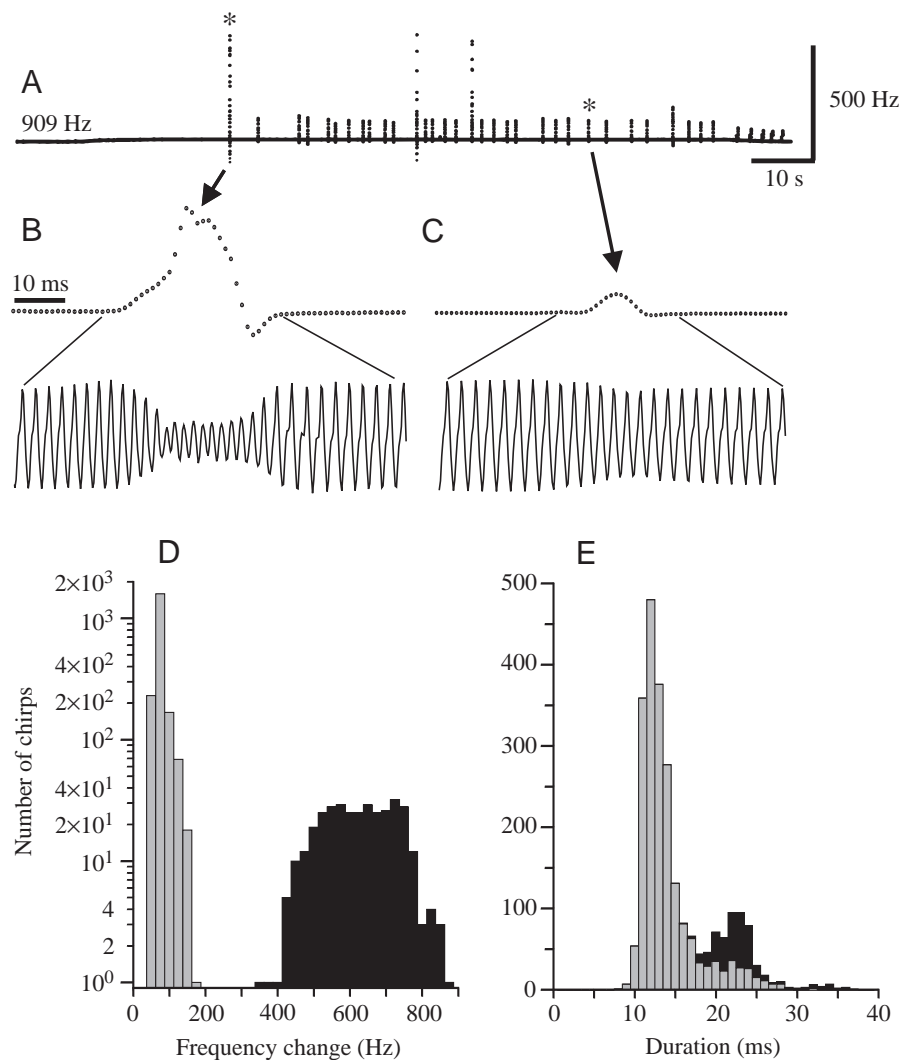 *
A
909 Hz
*
500 Hz
10 s
B
C
10 ms
D
E
Number of chirps
2×10³
10³
4×10²
2×10²
10²
4×10¹
2×10¹
10¹
4
2
10⁰
0
200
400
600
800
Frequency change (Hz)
500
400
300
200
100
0
0
10
20
30
40
Duration (ms)